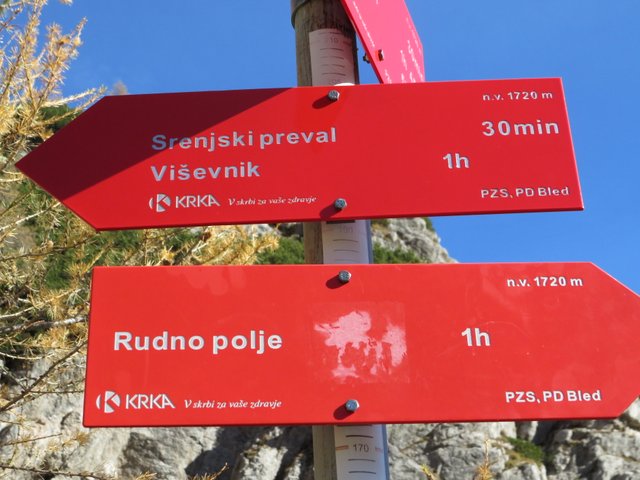 n.v. 1720 m
Srenjski preval 30min
Viševnik 1h
KRKA V skrbi za vaše zdravje PZS, PD Bled
n.v. 1720 m
Rudno polje 1h
KRKA V skrbi za vaše zdravje PZS, PD Bled
170